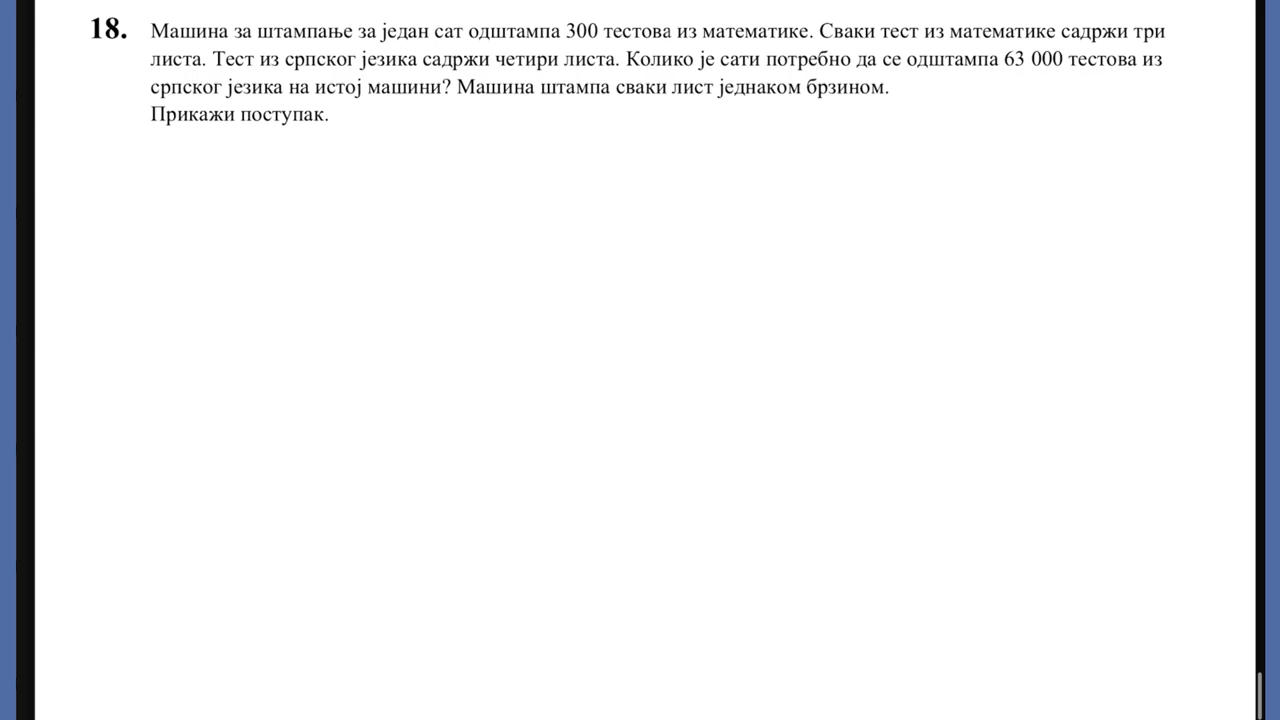 18. Машина за штампање за један сат одштампа 300 тестова из математике. Сваки тест из математике садржи три
листа. Тест из српског језика садржи четири листа. Колико је сати потребно да се одштампа 63 000 тестова из
српског језика на истој машини? Машина штампа сваки лист једнаком брзином.
Прикажи поступак.